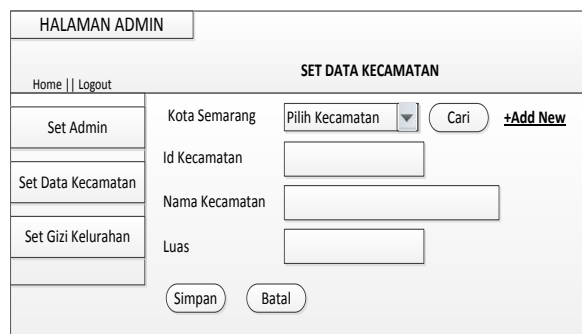 HALAMAN ADMIN
SET DATA KECAMATAN
Home || Logout
Set Admin
Set Data Kecamatan
Set Gizi Kelurahan
Kota Semarang Pilih Kecamatan Cari +Add New
Id Kecamatan
Nama Kecamatan
Luas
Simpan Batal